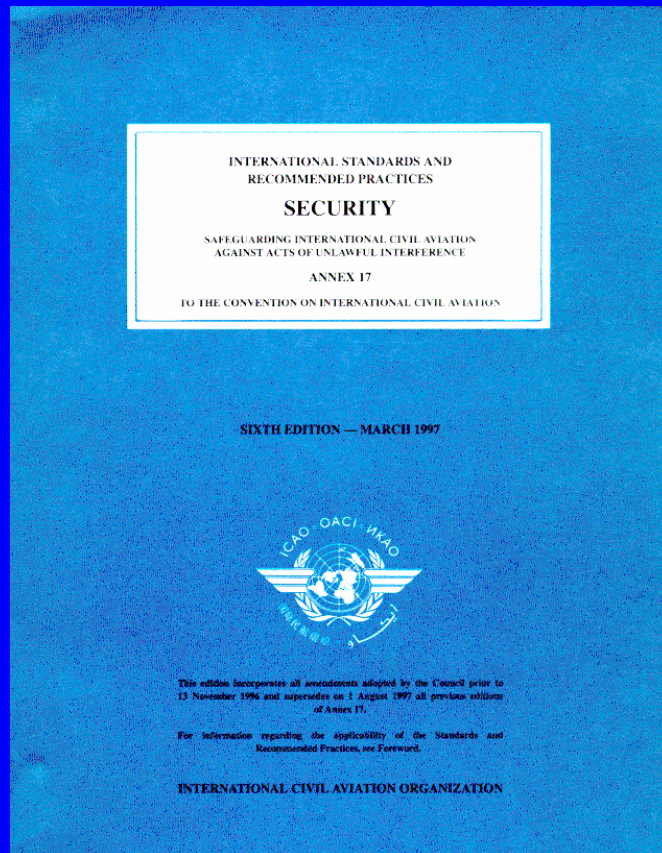 INTERNATIONAL STANDARDS AND
RECOMMENDED PRACTICES
SECURITY
SAFEGUARDING INTERNATIONAL CIVIL AVIATION
AGAINST ACTS OF UNLAWFUL INTERFERENCE
ANNEX 17
TO THE CONVENTION ON INTERNATIONAL CIVIL AVIATION
SIXTH EDITION — MARCH 1997
ICAO · OACI · ИКАО
This edition incorporates all amendments adopted by the Council prior to
13 November 1996 and supersedes on 1 August 1997 all previous editions
of Annex 17.
For information regarding the applicability of the Standards and
Recommended Practices, see Foreword.
INTERNATIONAL CIVIL AVIATION ORGANIZATION